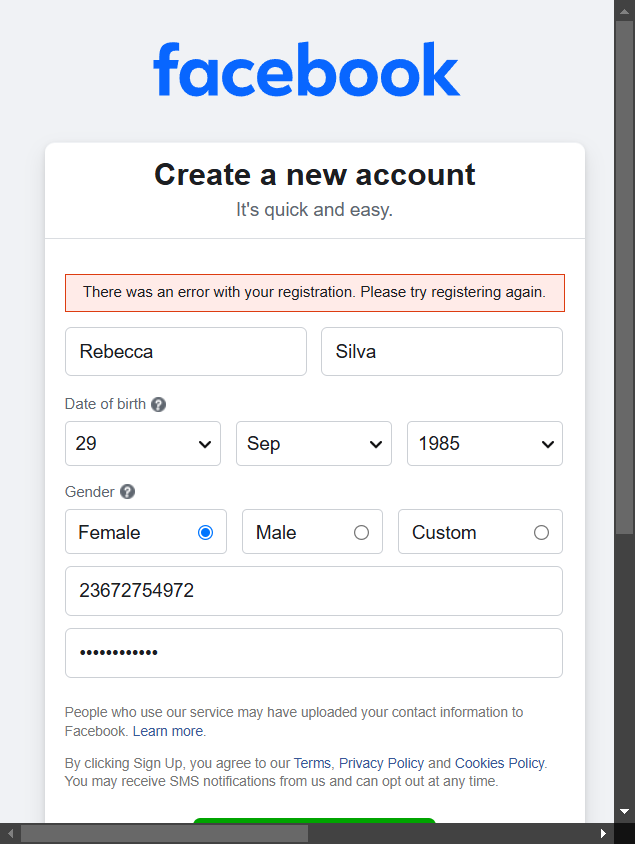 facebook
Create a new account
It's quick and easy.
There was an error with your registration. Please try registering again.
Rebecca
Silva
Date of birth ?
29
Sep
1985
Gender ?
Female
Male
Custom
23672754972
••••••••••••
People who use our service may have uploaded your contact information to
Facebook. Learn more.
By clicking Sign Up, you agree to our Terms, Privacy Policy and Cookies Policy.
You may receive SMS notifications from us and can opt out at any time.